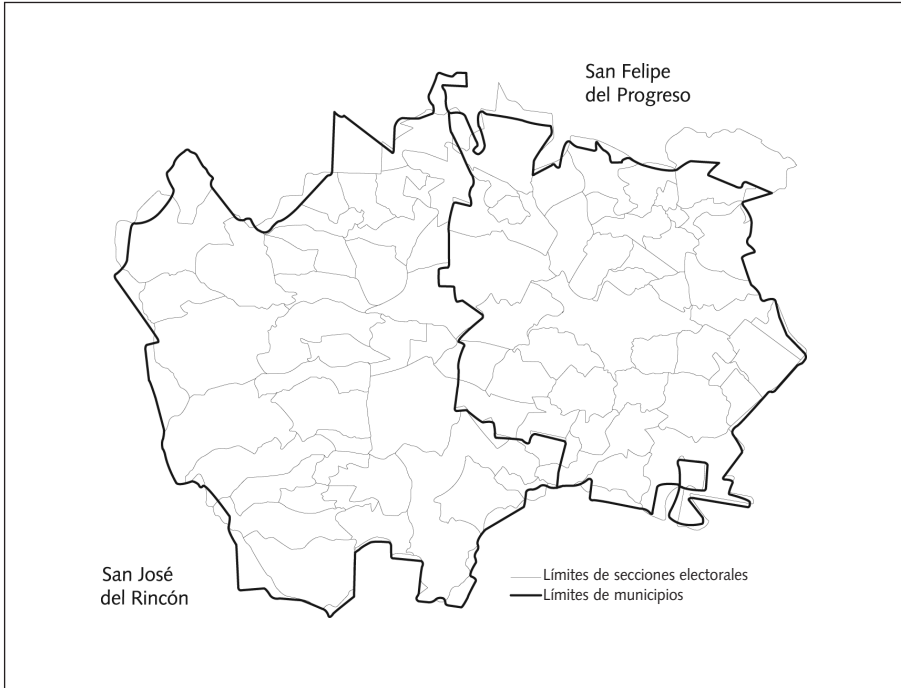 San Felipe
del Progreso
San José
del Rincón
Límites de secciones electorales
Límites de municipios